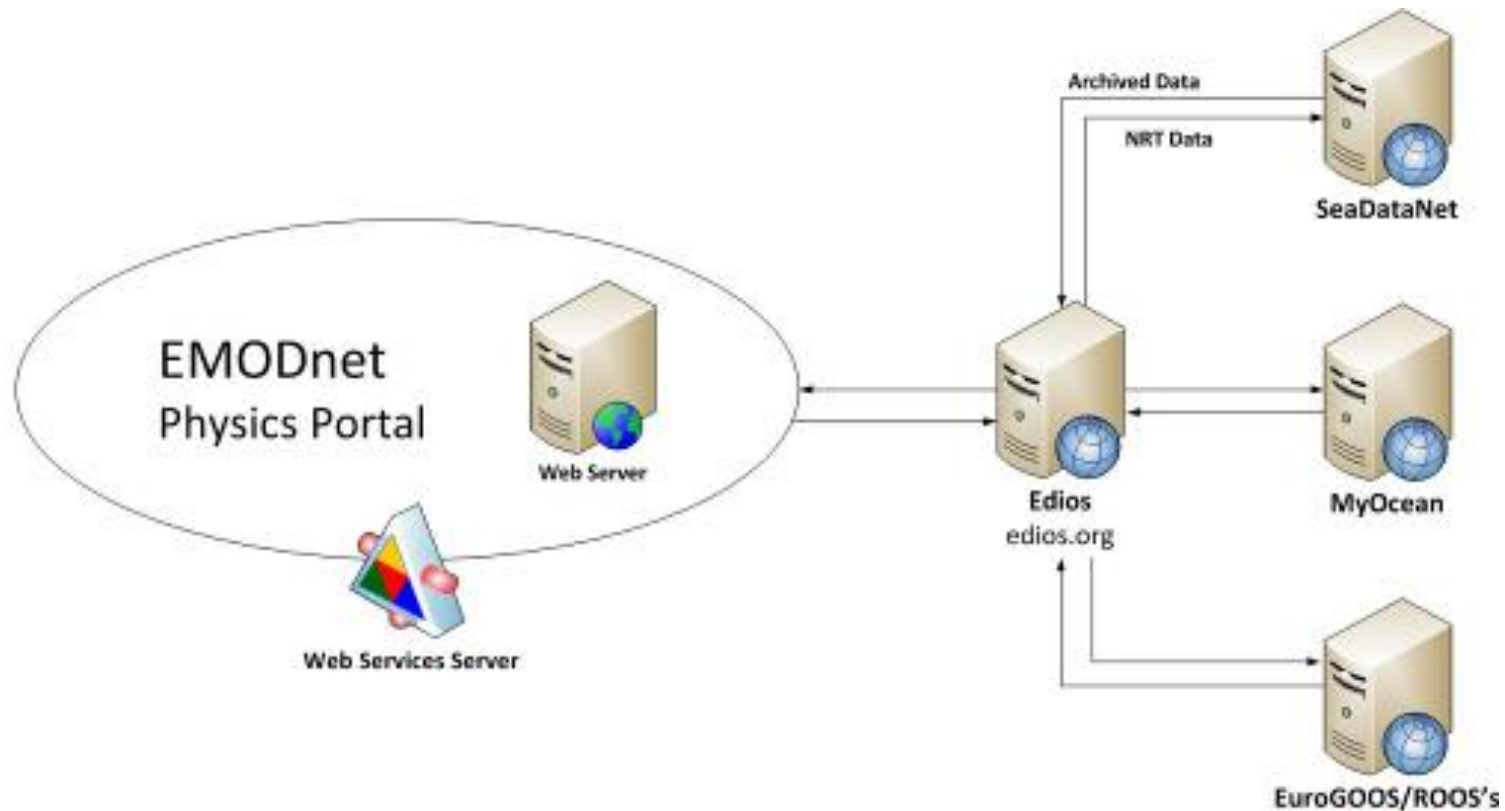 Archived Data
NRT Data
SeaDataNet
EMODnet
Physics Portal
Web Server
Edios
edios.org
MyOcean
Web Services Server
EuroGOOS/ROOS's